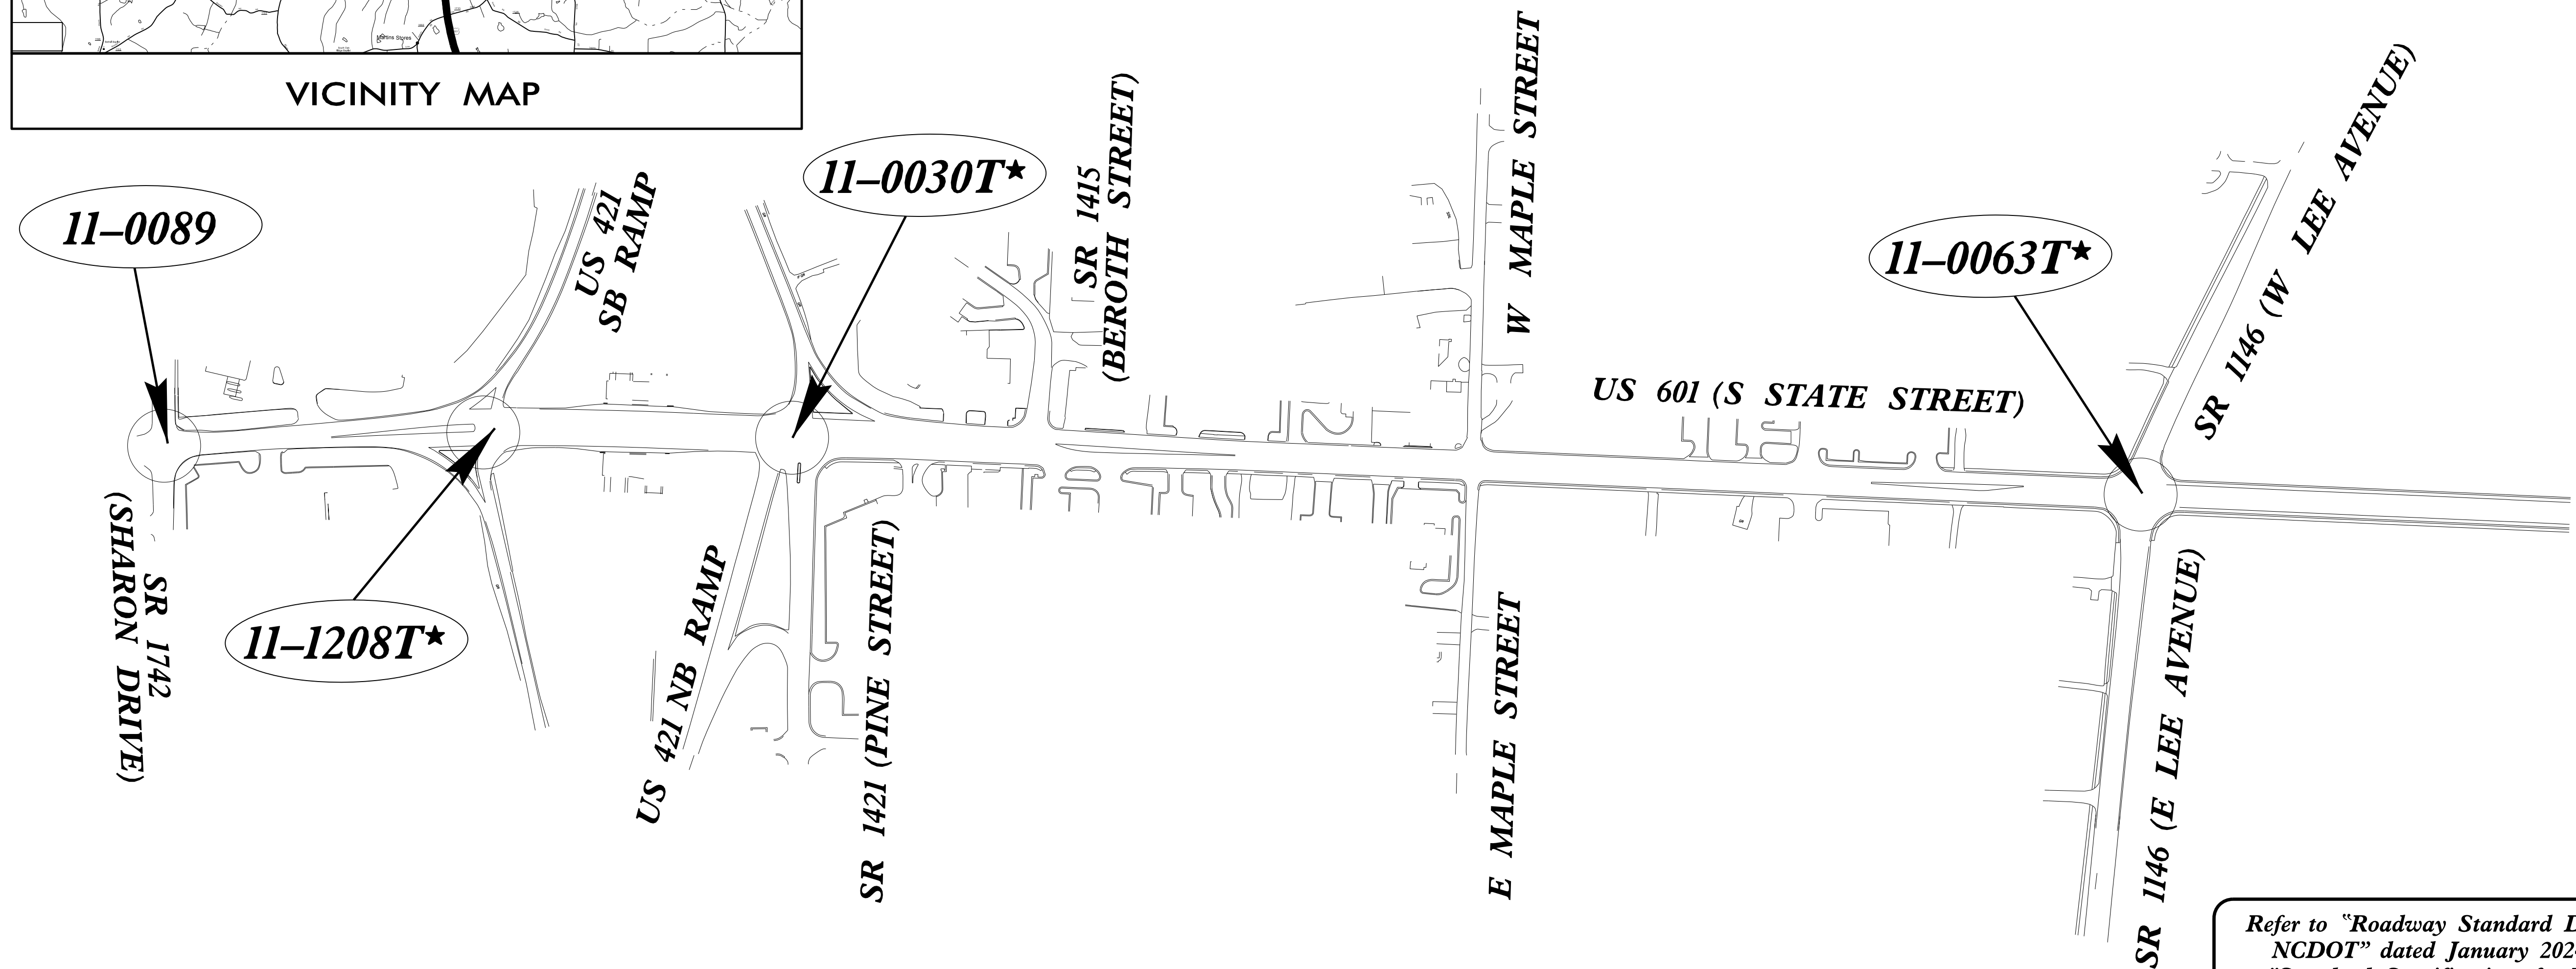 Martins Stores
VICINITY MAP
11–0089
US 421
SB RAMP
11–0030T★
SR 1415
(BEROTH STREET)
W MAPLE STREET
US 601 (S STATE STREET)
11–0063T★
SR 1146 (W LEE AVENUE)
SR 1742
(SHARON DRIVE)
11–1208T★
US 421 NB RAMP
SR 1421 (PINE STREET)
E MAPLE STREET
SR 1146 (E LEE AVENUE)
Refer to "Roadway Standard
NCDOT" dated January